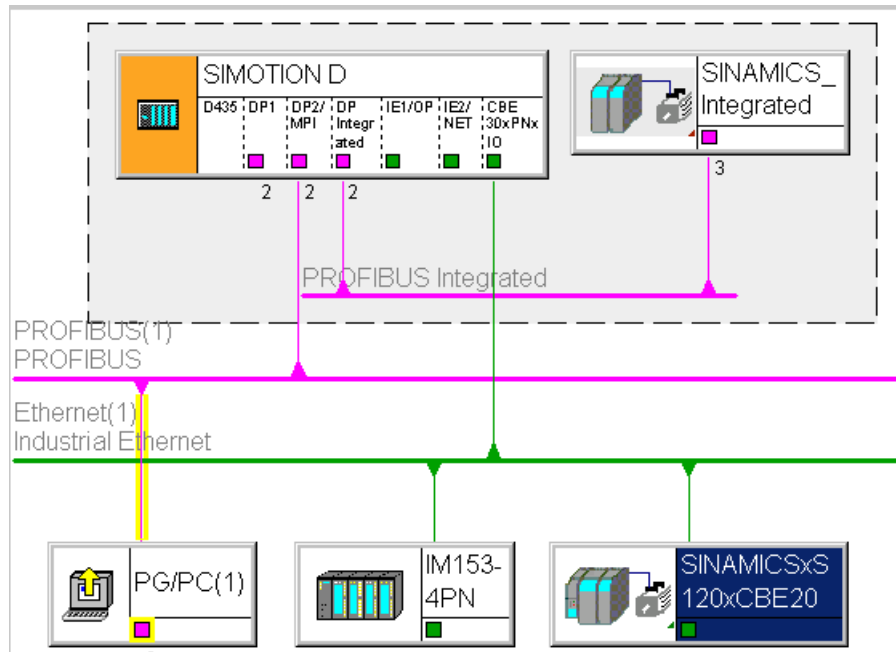 SIMOTION D
D435 DP1 DP2/ DP IE1/OP IE2/ CBE
MPI Integr NET 30xPNx
ated IO
2 2 2
SINAMICS_
Integrated
3
PROFIBUS Integrated
PROFIBUS(1)
PROFIBUS
Ethernet(1)
Industrial Ethernet
PG/PC(1)
IM153-
4PN
SINAMICSxS
120xCBE20